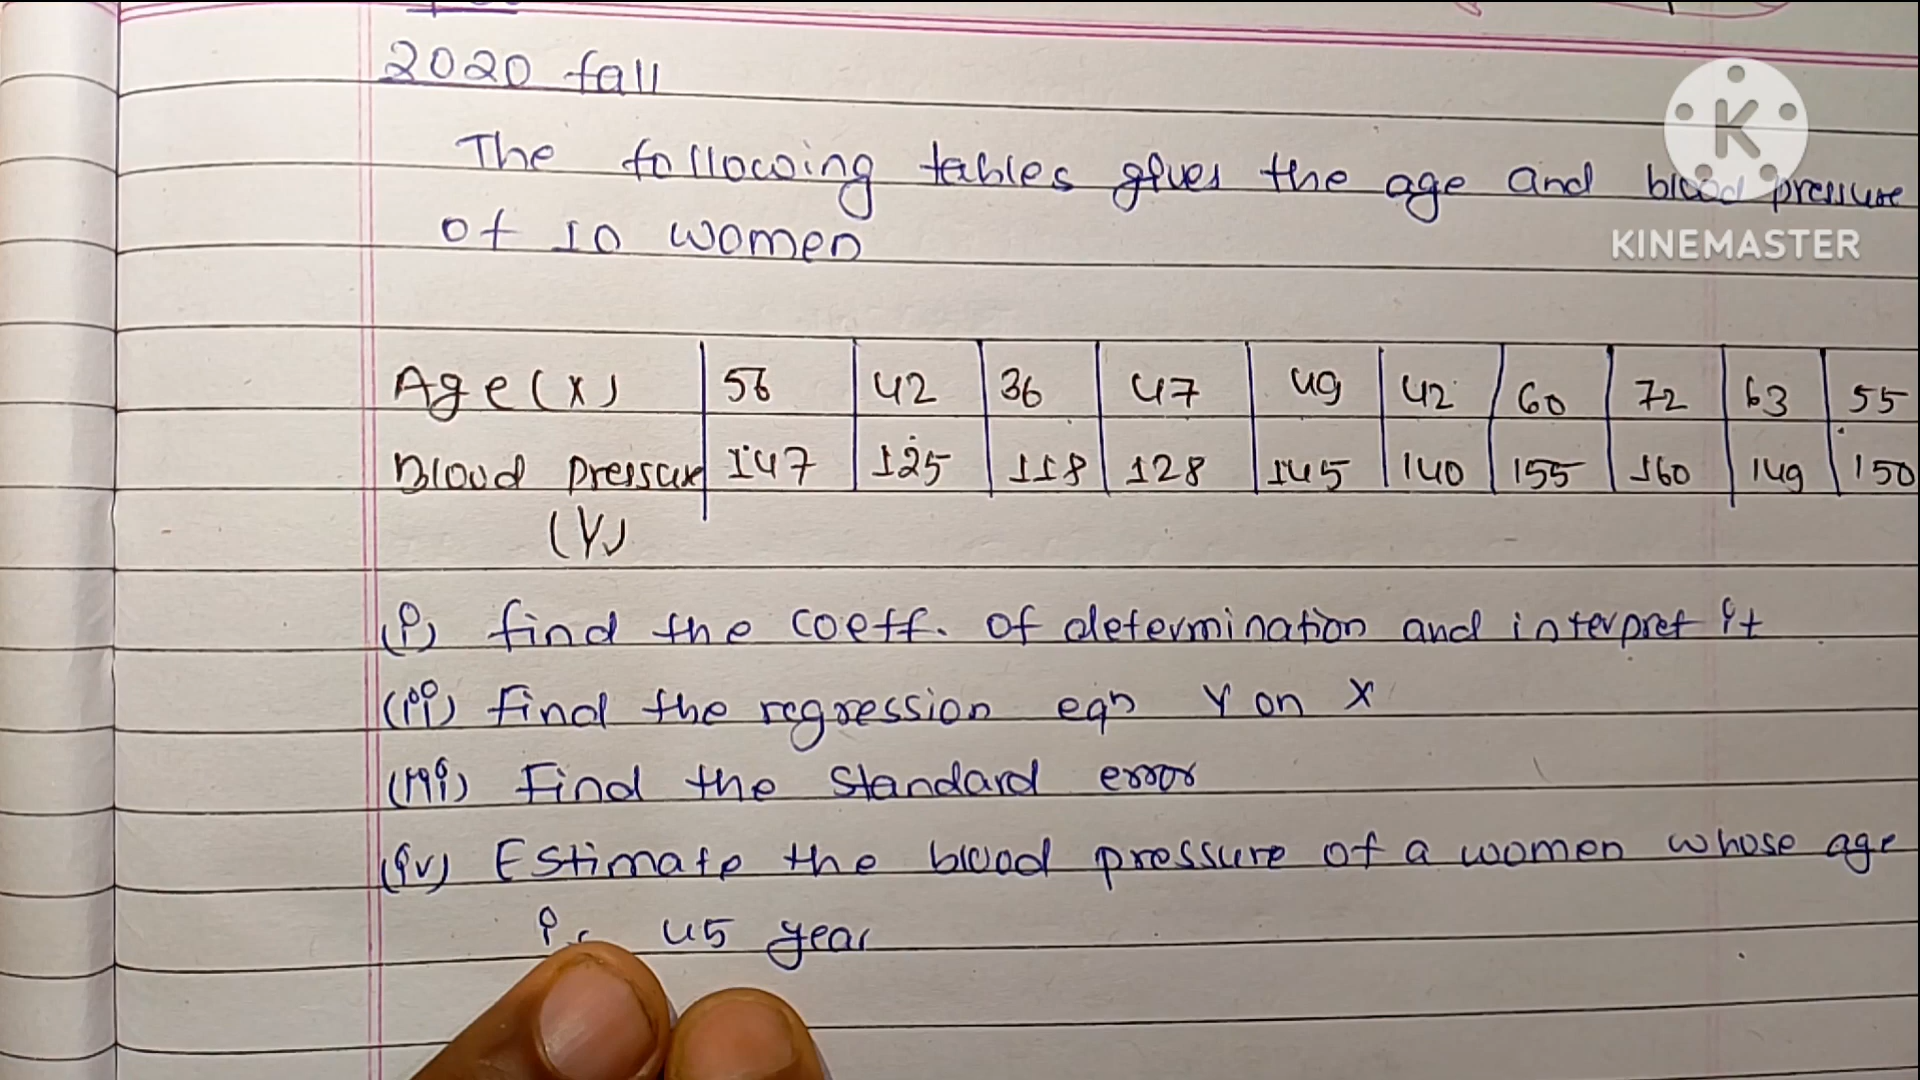 2020 fall
The following tables gives the age and blood pressure
of 10 women
Age (X) 56 42 36 47 49 42 60 72 63 55
Blood pressure 147 125 118 128 145 140 155 160 149 150
(Y)
(i) find the coeff. of determination and interpret it
(ii) find the regression eqn Y on X
(iii) Find the standard error
(iv) Estimate the blood pressure of a women whose age
is 45 year
K
KINEMASTER